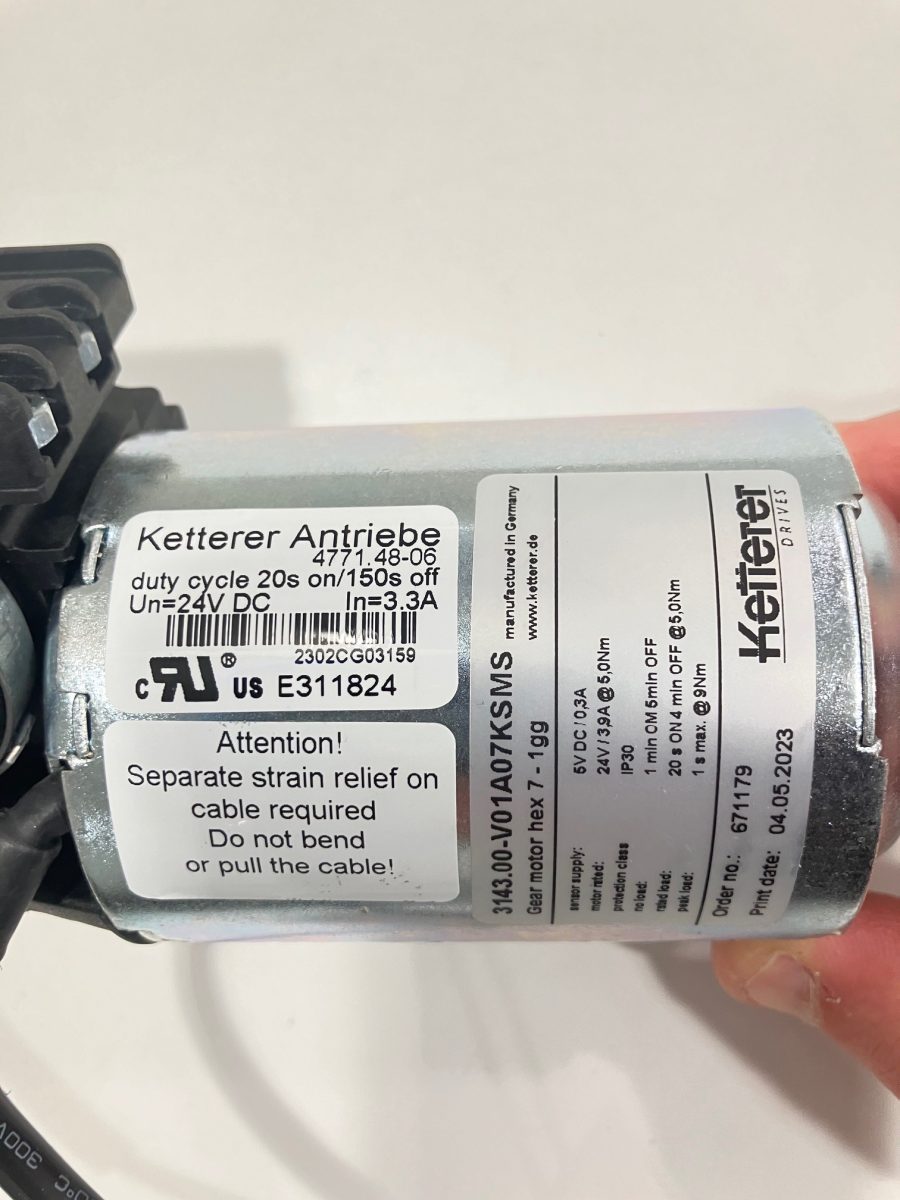 Ketterer Antriebe
4771.48-06
duty cycle 20s on/150s off
Un=24V DC In=3.3A
2302CG03159
c RU ® US E311824
Attention!
Separate strain relief on
cable required
Do not bend
or pull the cable!
3143.00-V01A07KSMS manufactured in Germany
Gear motor hex 7 - 1gg www.ketterer.de
sensor supply: 5V DC / 0,3A
motor rated: 24V / 3,9A @ 5,0Nm
protection class IP30
no load: 1 min ON 5min OFF
rated load: 20 s ON 4 min OFF @5,0Nm
peak load: 1 s max. @ 9Nm
Order no.: 671179
Print date: 04.05.2023
Ketterer
DRIVES
300V